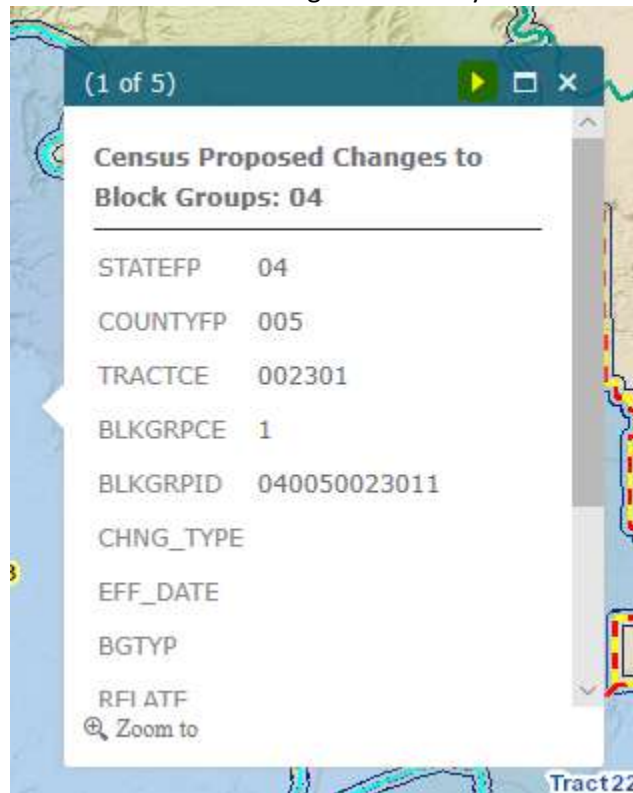 (1 of 5)
Census Proposed Changes to
Block Groups: 04
STATEFP 04
COUNTYFP 005
TRACTCE 002301
BLKGRPCE 1
BLKGRPID 040050023011
CHNG_TYPE
EFF_DATE
BGTYP
RELATE
Zoom to
Tract22